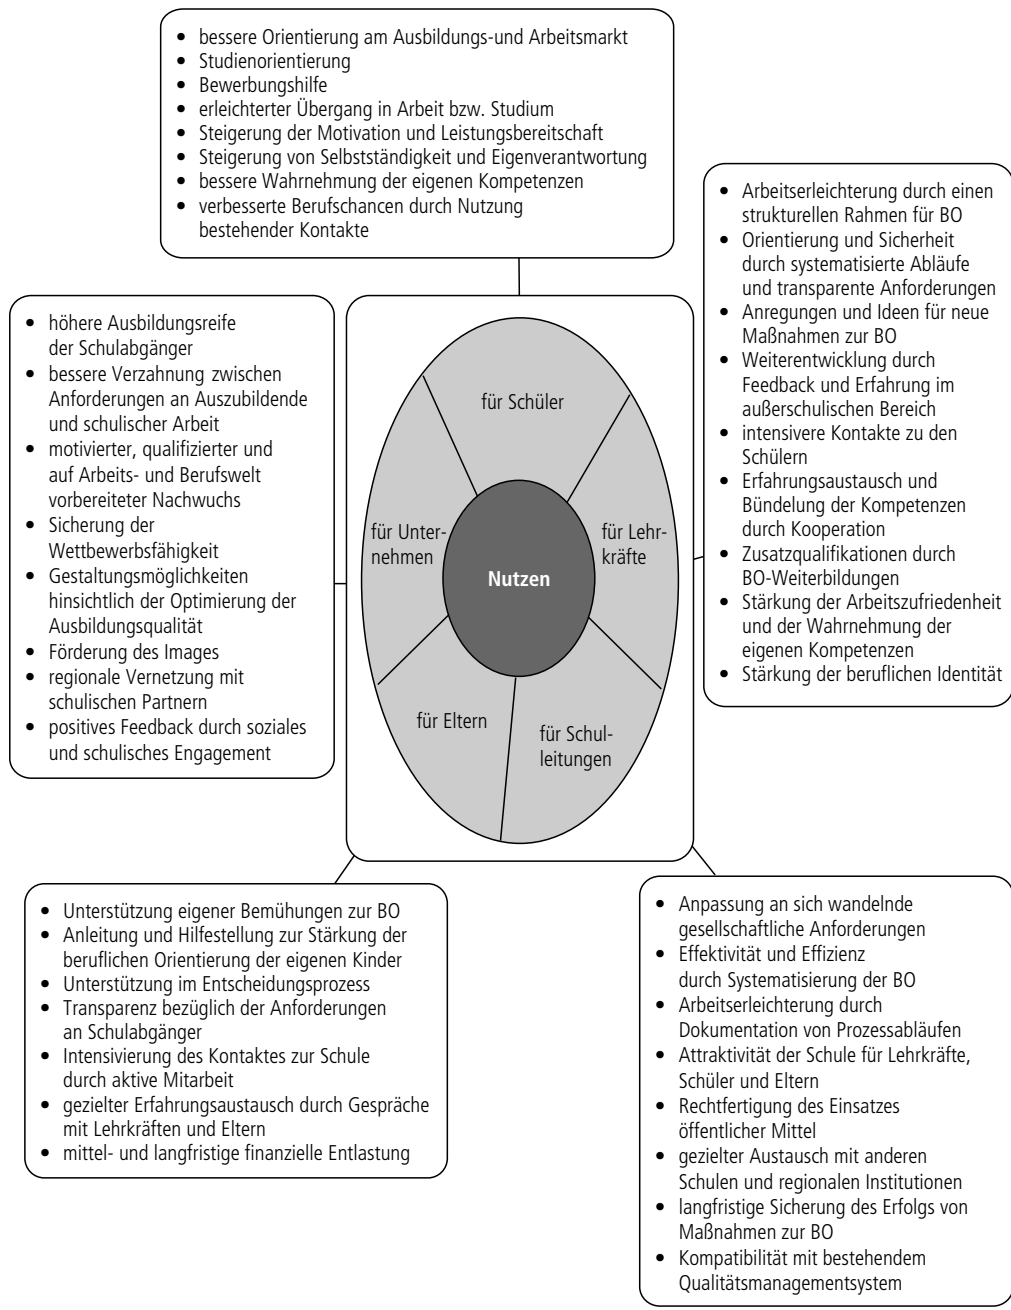 • bessere Orientierung am Ausbildungs-und Arbeitsmarkt
• Studienorientierung
• Bewerbungshilfe
• erleichterter Übergang in Arbeit bzw. Studium
• Steigerung der Motivation und Leistungsbereitschaft
• Steigerung von Selbstständigkeit und Eigenverantwortung
• bessere Wahrnehmung der eigenen Kompetenzen
• verbesserte Berufschancen durch Nutzung
bestehender Kontakte
• höhere Ausbildungsreife
der Schulabgänger
• bessere Verzahnung zwischen
Anforderungen an Auszubildende
und schulischer Arbeit
• motivierter, qualifizierter und
auf Arbeits- und Berufswelt
vorbereiteter Nachwuchs
• Sicherung der
Wettbewerbsfähigkeit
• Gestaltungsmöglichkeiten
hinsichtlich der Optimierung der
Ausbildungsqualität
• Förderung des Images
• regionale Vernetzung mit
schulischen Partnern
• positives Feedback durch soziales
und schulisches Engagement
für Schüler
für Unter-
nehmen
für Lehr-
kräfte
Nutzen
für Eltern
für Schul-
leitungen
• Arbeitserleichterung durch einen
strukturellen Rahmen für BO
• Orientierung und Sicherheit
durch systematisierte Abläufe
und transparente Anforderungen
• Anregungen und Ideen für neue
Maßnahmen zur BO
• Weiterentwicklung durch
Feedback und Erfahrung im
außerschulischen Bereich
• intensivere Kontakte zu den
Schülern
• Erfahrungsaustausch und
Bündelung der Kompetenzen
durch Kooperation
• Zusatzqualifikationen durch
BO-Weiterbildungen
• Stärkung der Arbeitszufriedenheit
und der Wahrnehmung der
eigenen Kompetenzen
• Stärkung der beruflichen Identität
• Unterstützung eigener Bemühungen zur BO
• Anleitung und Hilfestellung zur Stärkung der
beruflichen Orientierung der eigenen Kinder
• Unterstützung im Entscheidungsprozess
• Transparenz bezüglich der Anforderungen
an Schulabgänger
• Intensivierung des Kontaktes zur Schule
durch aktive Mitarbeit
• gezielter Erfahrungsaustausch durch Gespräche
mit Lehrkräften und Eltern
• mittel- und langfristige finanzielle Entlastung
• Anpassung an sich wandelnde
gesellschaftliche Anforderungen
• Effektivität und Effizienz
durch Systematisierung der BO
• Arbeitserleichterung durch
Dokumentation von Prozessabläufen
• Attraktivität der Schule für Lehrkräfte,
Schüler und Eltern
• Rechtfertigung des Einsatzes
öffentlicher Mittel
• gezielter Austausch mit anderen
Schulen und regionalen Institutionen
• langfristige Sicherung des Erfolgs von
Maßnahmen zur BO
• Kompatibilität mit bestehendem
Qualitätsmanagementsystem